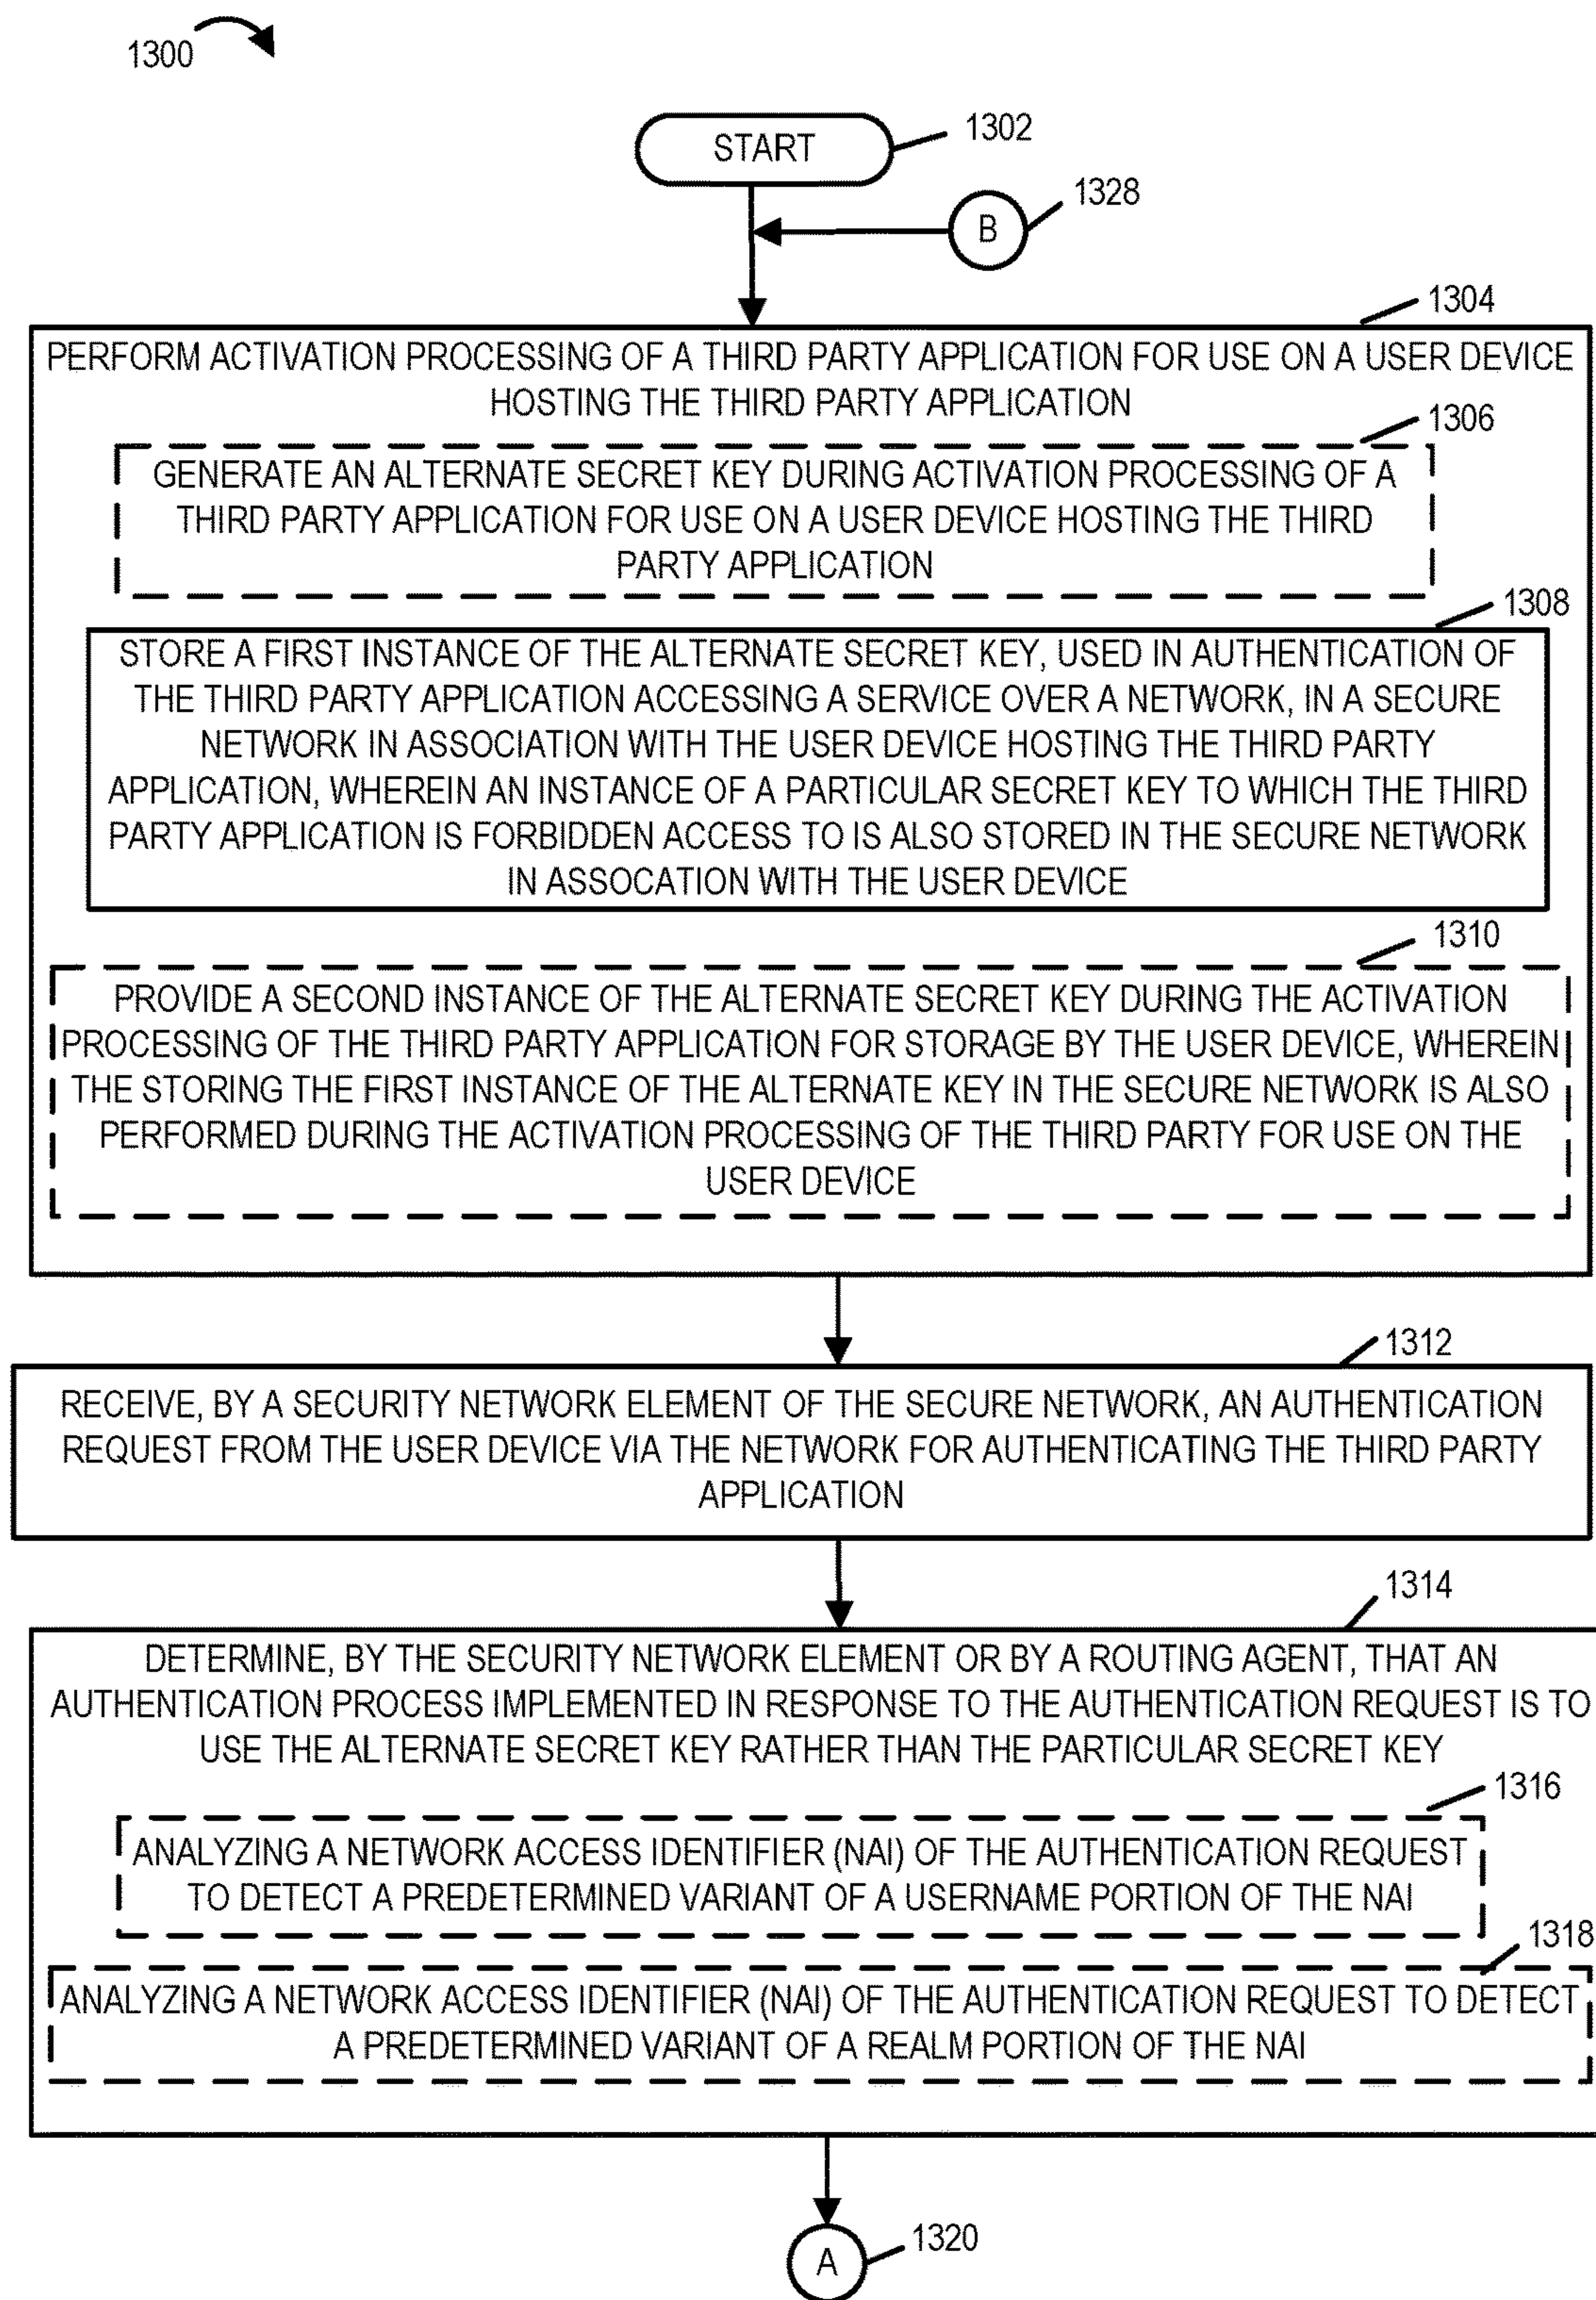 1300
START
1302
B
1328
1304
PERFORM ACTIVATION PROCESSING OF A THIRD PARTY APPLICATION FOR USE ON A USER DEVICE
HOSTING THE THIRD PARTY APPLICATION
1306
GENERATE AN ALTERNATE SECRET KEY DURING ACTIVATION PROCESSING OF A
THIRD PARTY APPLICATION FOR USE ON A USER DEVICE HOSTING THE THIRD
PARTY APPLICATION
1308
STORE A FIRST INSTANCE OF THE ALTERNATE SECRET KEY, USED IN AUTHENTICATION OF
THE THIRD PARTY APPLICATION ACCESSING A SERVICE OVER A NETWORK, IN A SECURE
NETWORK IN ASSOCIATION WITH THE USER DEVICE HOSTING THE THIRD PARTY
APPLICATION, WHEREIN AN INSTANCE OF A PARTICULAR SECRET KEY TO WHICH THE THIRD
PARTY APPLICATION IS FORBIDDEN ACCESS TO IS ALSO STORED IN THE SECURE NETWORK
IN ASSOCATION WITH THE USER DEVICE
1310
PROVIDE A SECOND INSTANCE OF THE ALTERNATE SECRET KEY DURING THE ACTIVATION
PROCESSING OF THE THIRD PARTY APPLICATION FOR STORAGE BY THE USER DEVICE, WHEREIN
THE STORING THE FIRST INSTANCE OF THE ALTERNATE KEY IN THE SECURE NETWORK IS ALSO
PERFORMED DURING THE ACTIVATION PROCESSING OF THE THIRD PARTY FOR USE ON THE
USER DEVICE
1312
RECEIVE, BY A SECURITY NETWORK ELEMENT OF THE SECURE NETWORK, AN AUTHENTICATION
REQUEST FROM THE USER DEVICE VIA THE NETWORK FOR AUTHENTICATING THE THIRD PARTY
APPLICATION
1314
DETERMINE, BY THE SECURITY NETWORK ELEMENT OR BY A ROUTING AGENT, THAT AN
AUTHENTICATION PROCESS IMPLEMENTED IN RESPONSE TO THE AUTHENTICATION REQUEST IS TO
USE THE ALTERNATE SECRET KEY RATHER THAN THE PARTICULAR SECRET KEY
1316
ANALYZING A NETWORK ACCESS IDENTIFIER (NAI) OF THE AUTHENTICATION REQUEST
TO DETECT A PREDETERMINED VARIANT OF A USERNAME PORTION OF THE NAI
1318
ANALYZING A NETWORK ACCESS IDENTIFIER (NAI) OF THE AUTHENTICATION REQUEST TO DETECT
A PREDETERMINED VARIANT OF A REALM PORTION OF THE NAI
A
1320